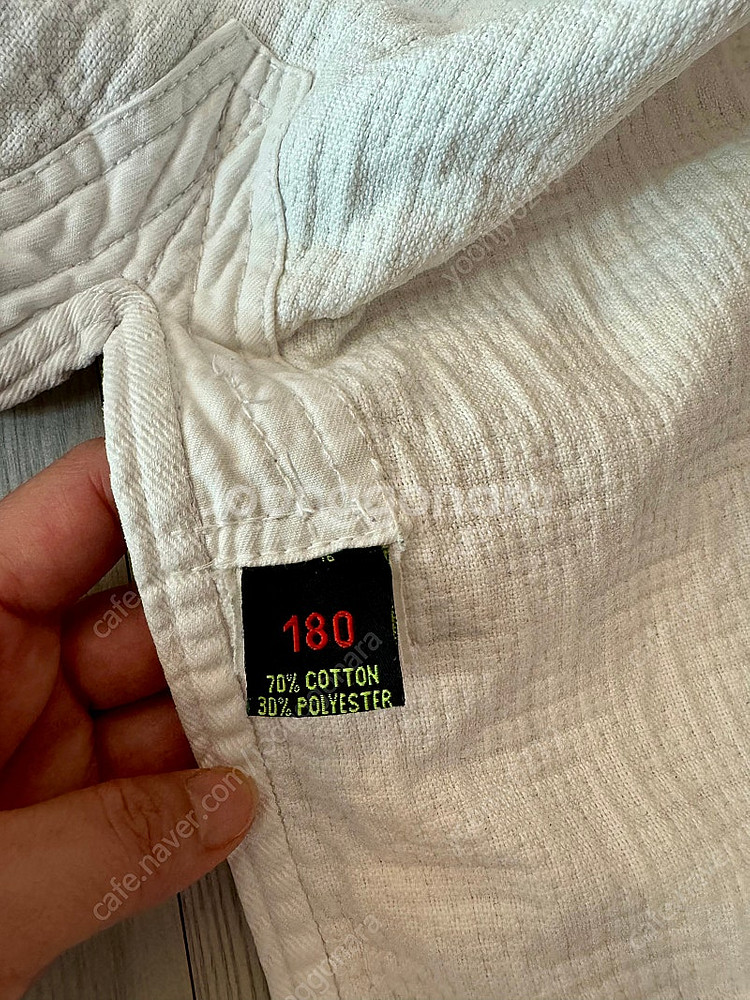 180
70% COTTON
30% POLYESTER
cafe.naver.com